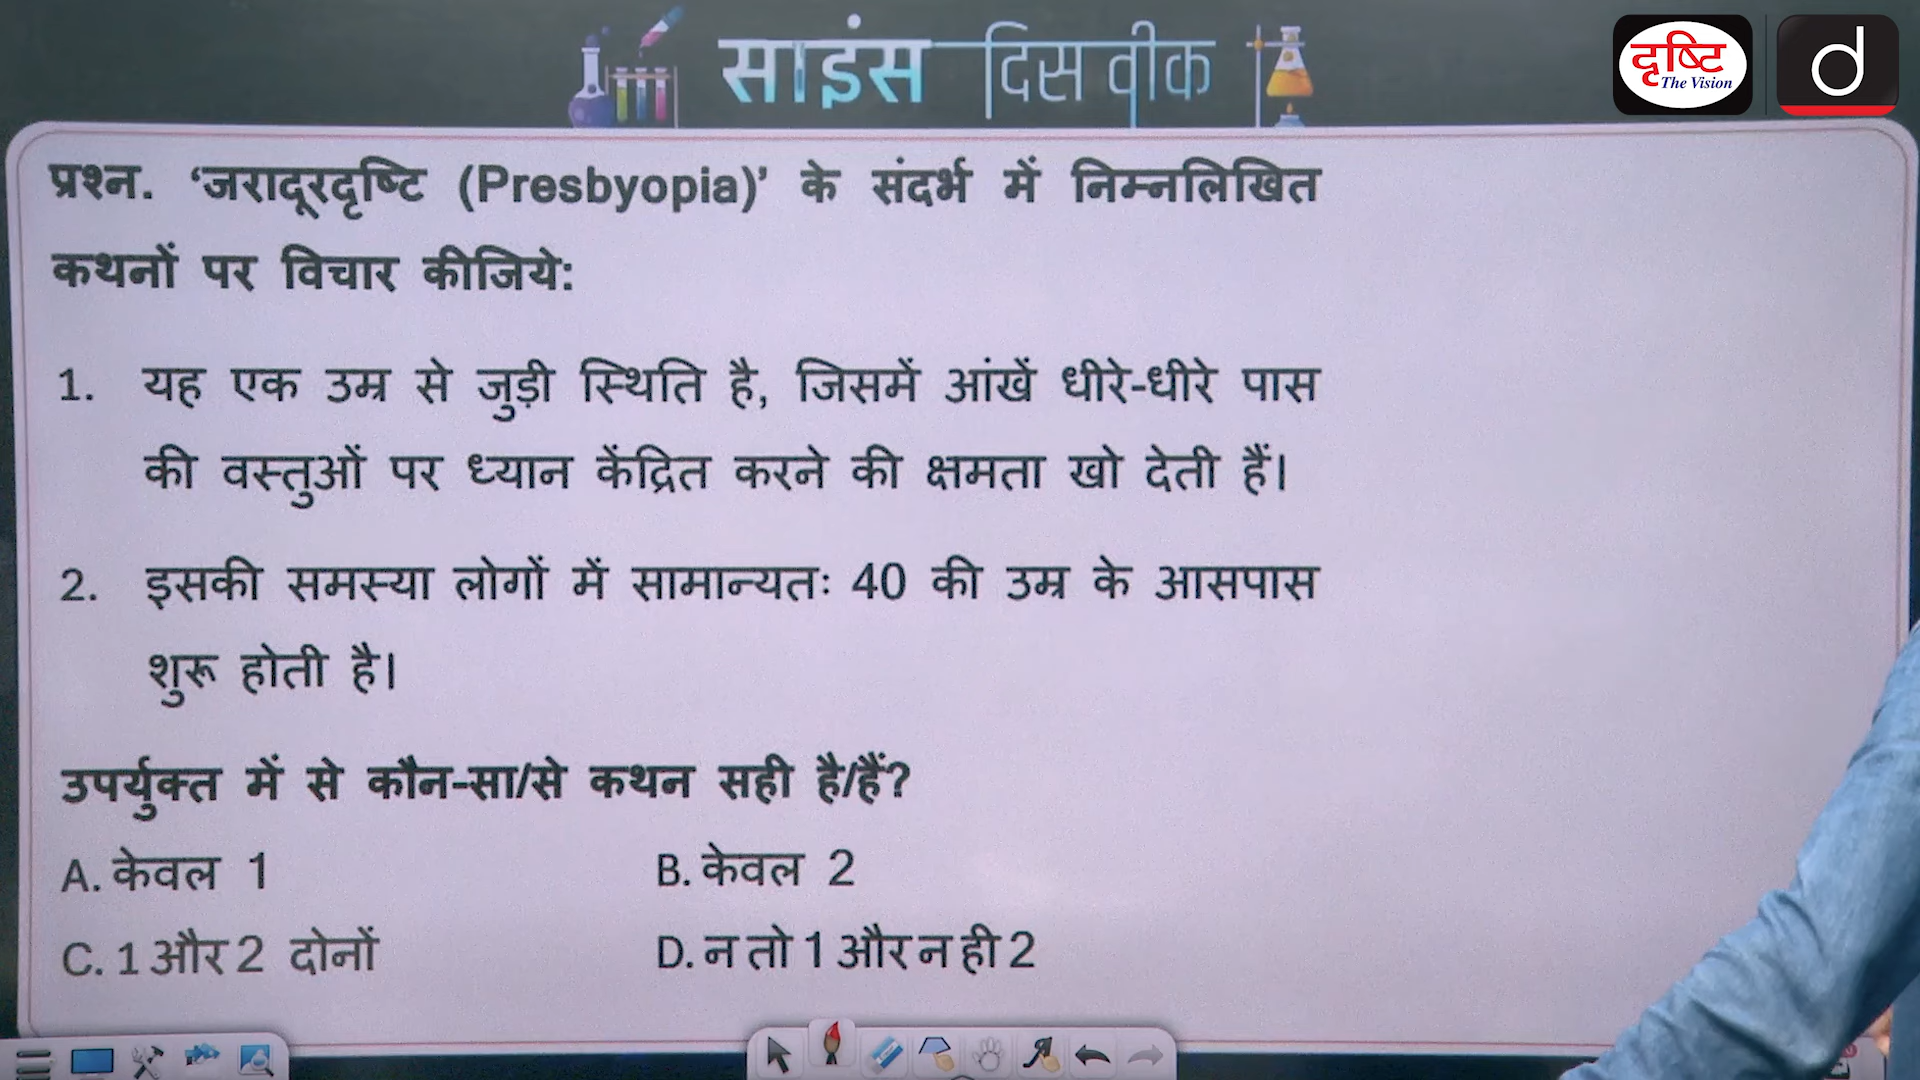 साइंस दिस वीक
दृष्टि
The Vision
d
प्रश्न. ‘जरादूरदृष्टि (Presbyopia)’ के संदर्भ में निम्नलिखित
कथनों पर विचार कीजिये:
1. यह एक उम्र से जुड़ी स्थिति है, जिसमें आंखें धीरे-धीरे पास
की वस्तुओं पर ध्यान केंद्रित करने की क्षमता खो देती हैं।
2. इसकी समस्या लोगों में सामान्यतः 40 की उम्र के आसपास
शुरू होती है।
उपर्युक्त में से कौन-सा/से कथन सही है/हैं?
A. केवल 1 B. केवल 2
C. 1 और 2 दोनों D. न तो 1 और न ही 2